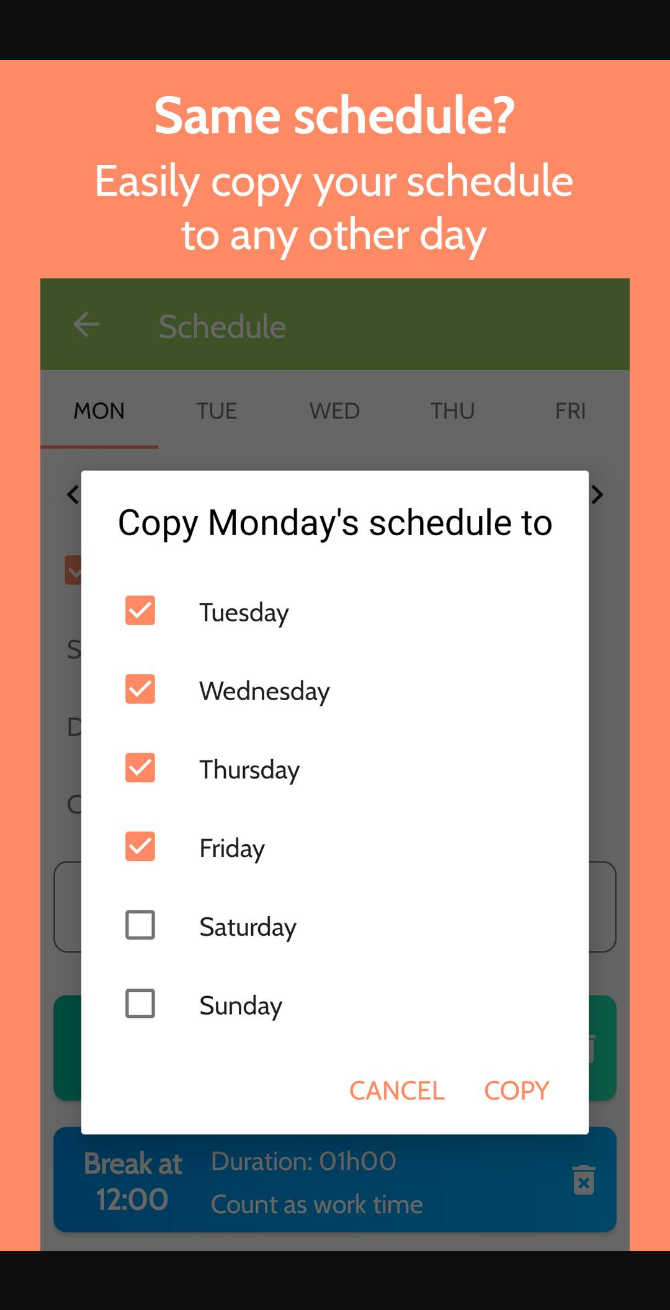 Same schedule?
Easily copy your schedule
to any other day
Schedule
MON TUE WED THU FRI
Copy Monday's schedule to
Tuesday
Wednesday
Thursday
Friday
Saturday
Sunday
CANCEL COPY
Break at
12:00
Duration: 01h00
Count as work time